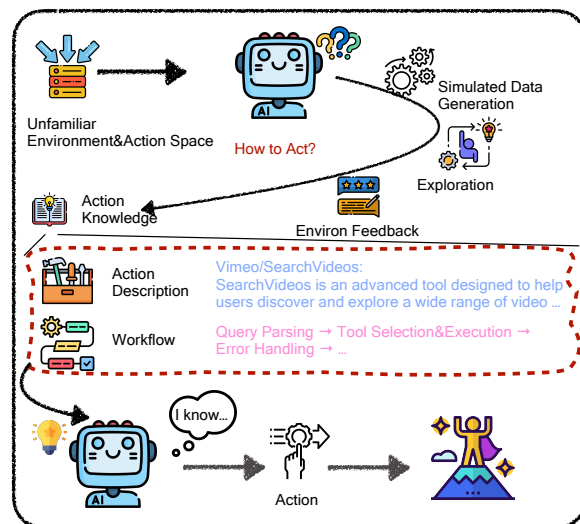 AI
Unfamiliar
Environment&Action Space
How to Act?
???
Simulated Data
Generation
Exploration
Environ Feedback
Action
Knowledge
Action
Description
Vimeo/SearchVideos:
SearchVideos is an advanced tool designed to help
users discover and explore a wide range of video ...
Workflow
Query Parsing → Tool Selection&Execution →
Error Handling → ...
I know...
AI
Action